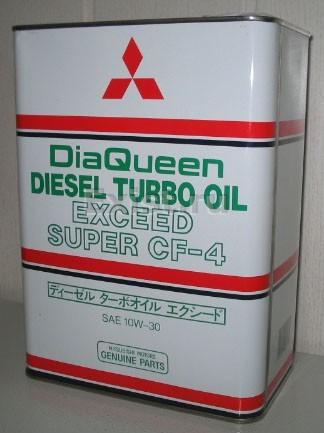 DiaQueen
DIESEL TURBO OIL
EXCEED
SUPER CF-4
ディーゼル ターボオイル エクシード
SAE 10W-30
MITSUBISHI MOTORS
GENUINE PARTS